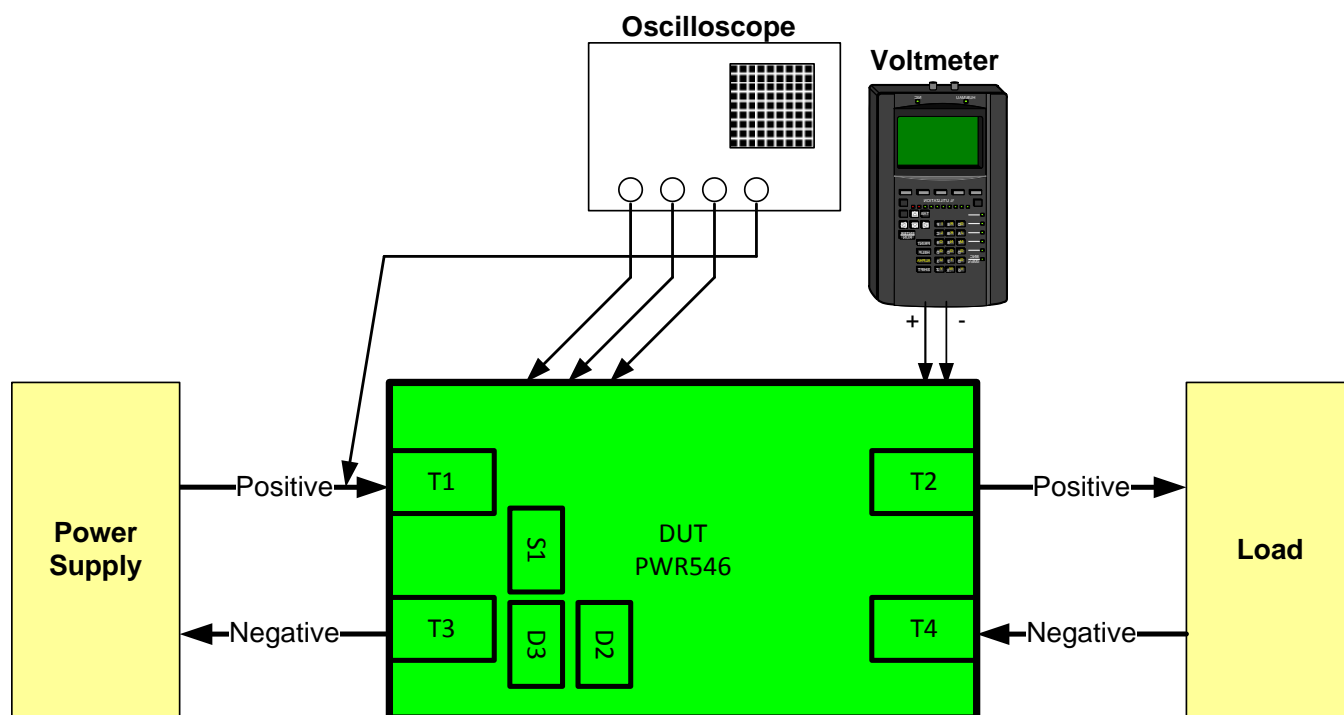 Oscilloscope
Voltmeter
+
-
Power
Supply
Positive
Negative
T1
T3
S1
D3
D2
DUT
PWR546
T2
T4
Positive
Negative
Load